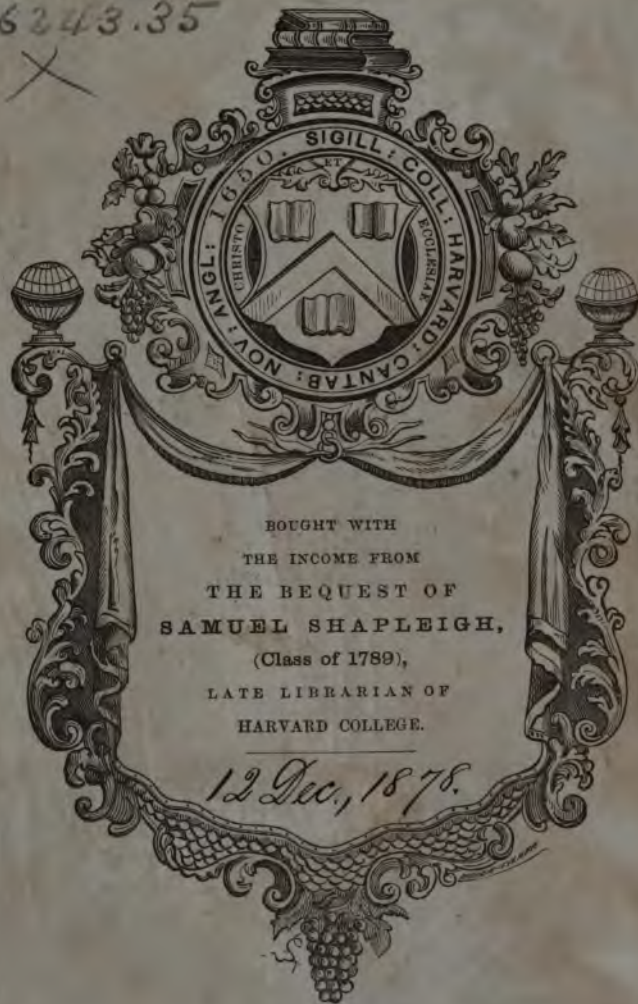 6243.35
SIGILL: COLL: HARVARD: CANTAB: NOV: ANGL: 1650.
ET
CHRISTO
ECCLESIAE
BOUGHT WITH
THE INCOME FROM
THE BEQUEST OF
SAMUEL SHAPLEIGH,
(Class of 1789),
LATE LIBRARIAN OF
HARVARD COLLEGE.
12 Dec., 1878.